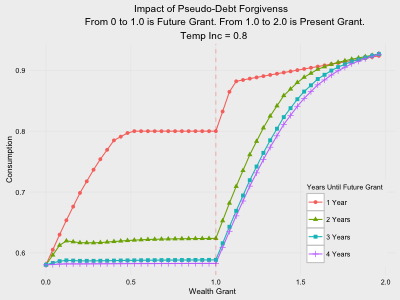 Impact of Pseudo-Debt Forgivenss
From 0 to 1.0 is Future Grant. From 1.0 to 2.0 is Present Grant.
Temp Inc = 0.8
0.9
0.8
0.7
0.6
Consumption
Years Until Future Grant
1 Year
2 Years
3 Years
4 Years
0.0 0.5 1.0 1.5 2.0
Wealth Grant